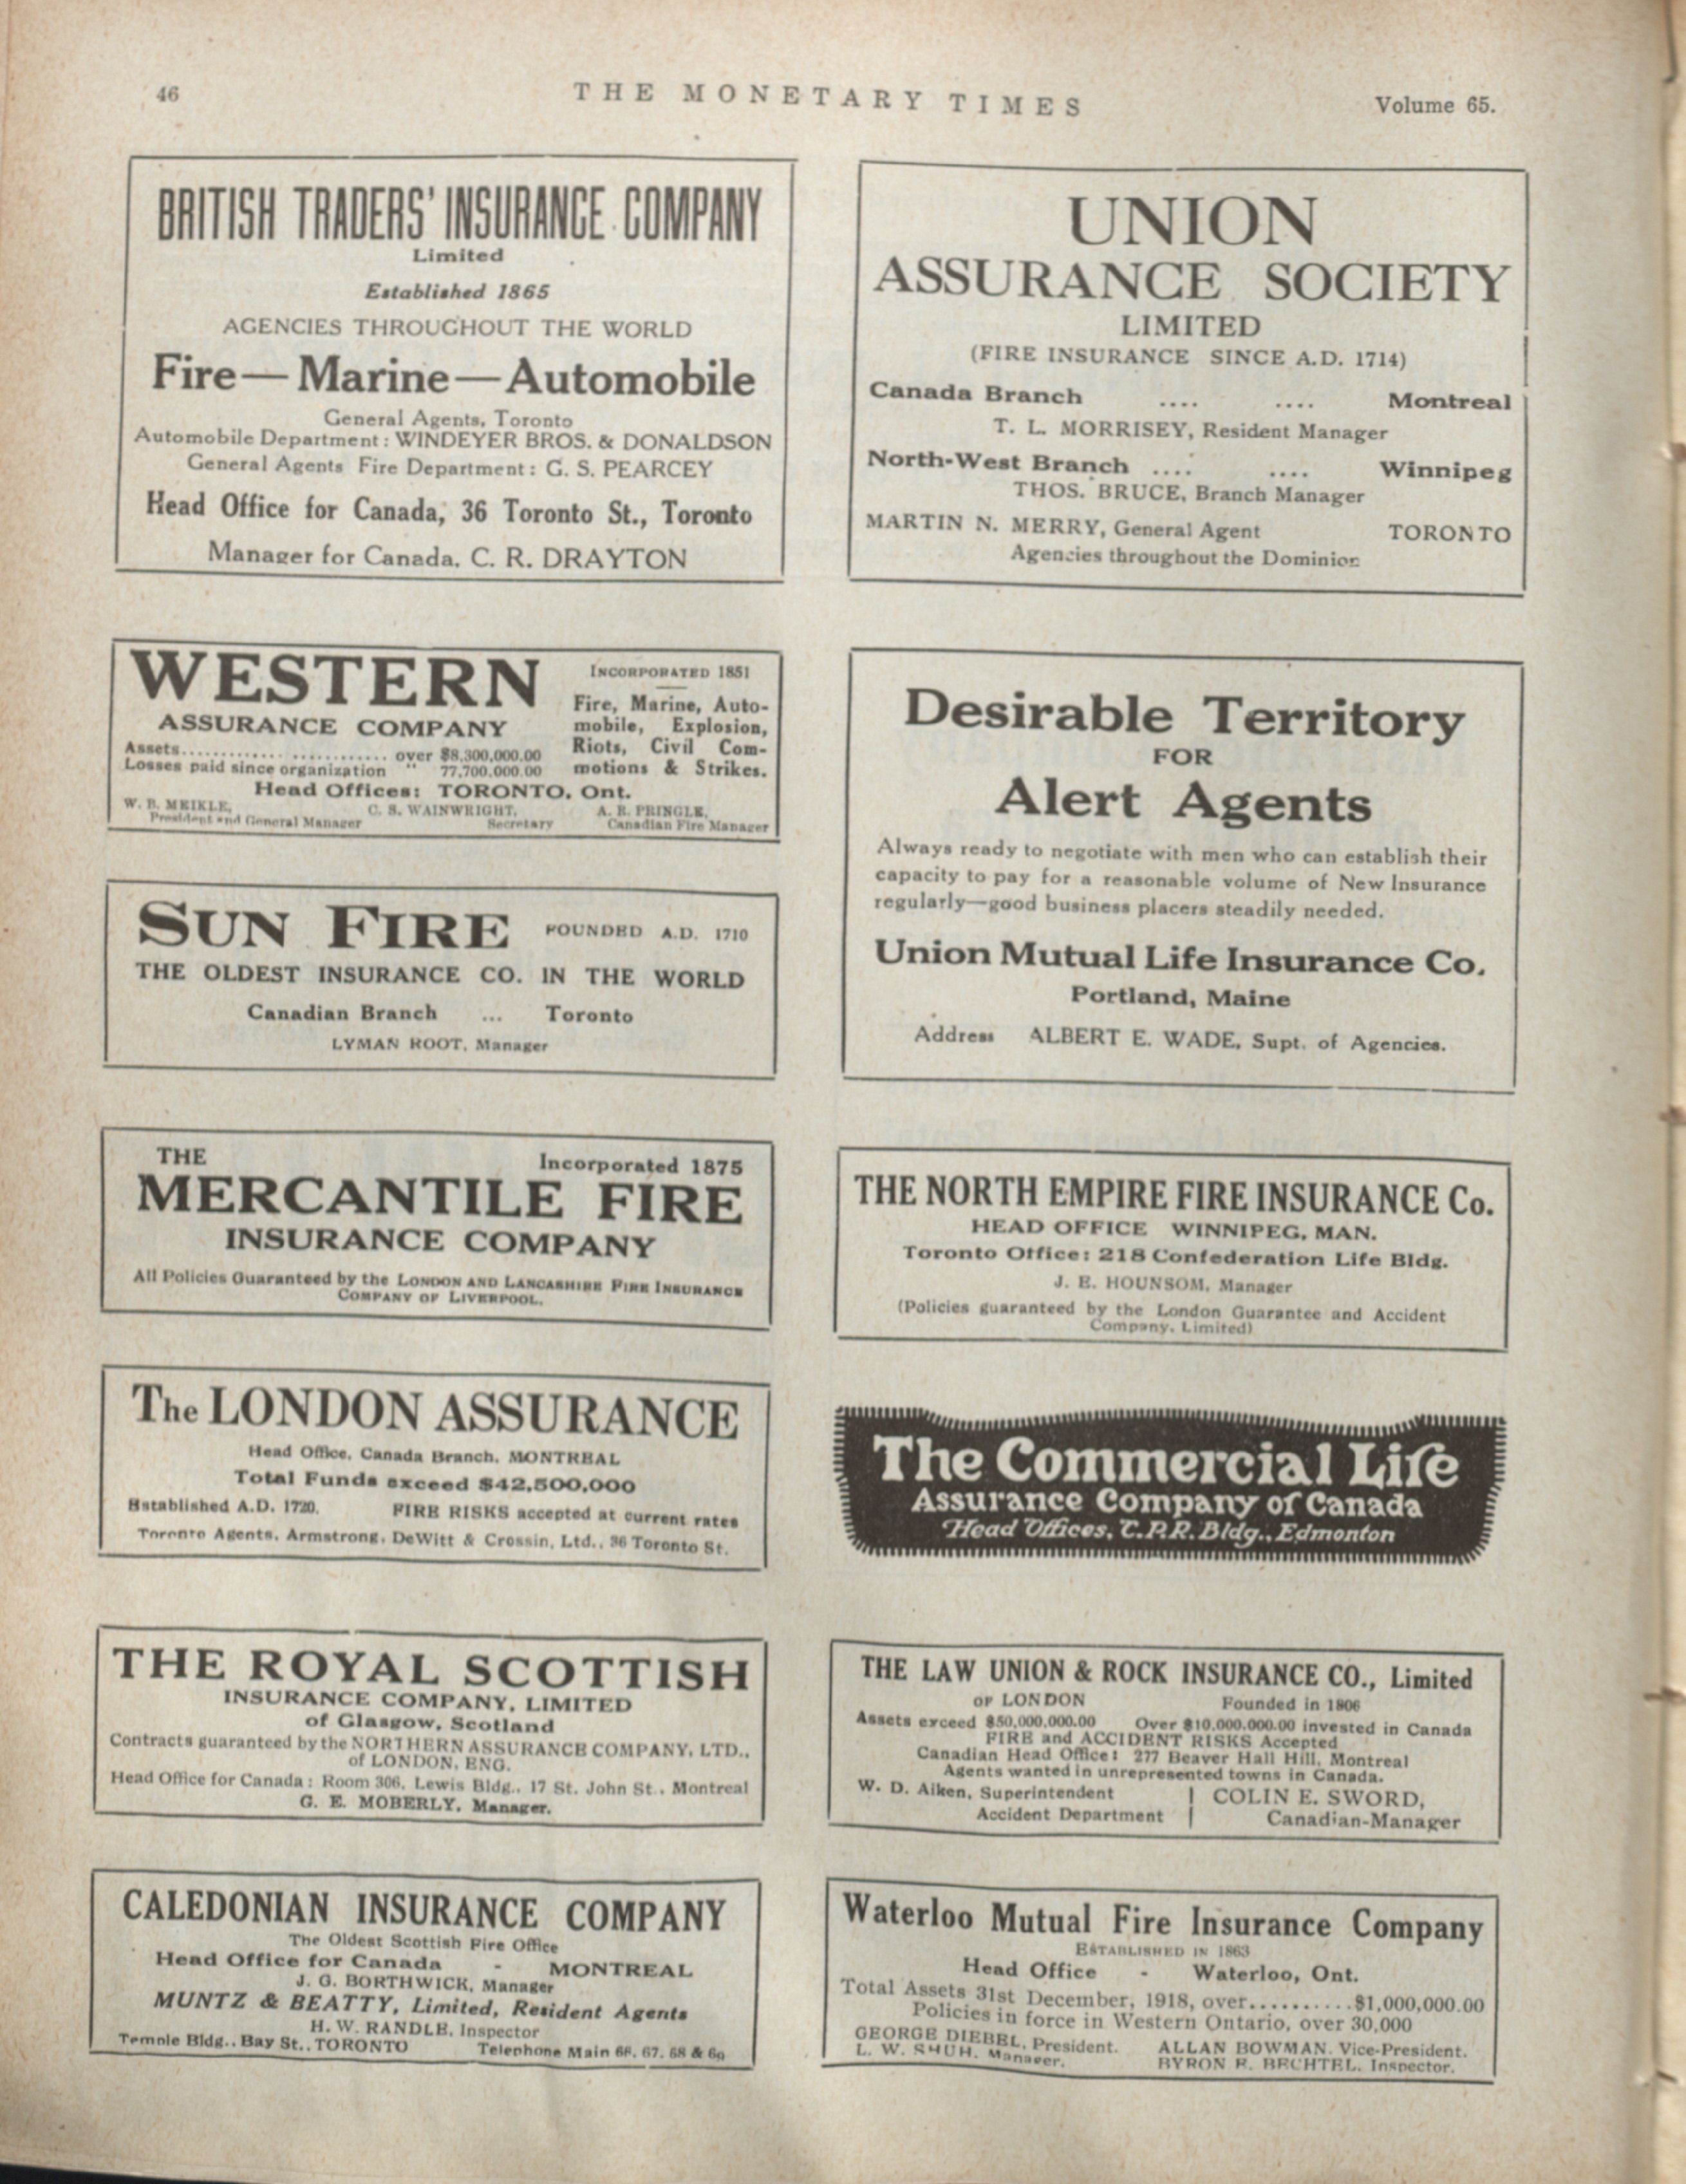 46
THE MONETARY TIMES
Volume 65.
BRITISH TRADERS' INSURANCE COMPANY
Limited
Established 1865
AGENCIES THROUGHOUT THE WORLD
Fire—Marine—Automobile
General Agents, Toronto
Automobile Department: WINDEYER BROS. & DONALDSON
General Agents Fire Department: G. S. PEARCEY
Head Office for Canada, 36 Toronto St., Toronto
Manager for Canada, C. R. DRAYTON
WESTERN
ASSURANCE COMPANY
INCORPORATED 1851
Fire, Marine, Auto-
mobile, Explosion,
Riots, Civil Com-
motions & Strikes.
Assets........................... over $8,300,000.00
Losses paid since organization " 77,700,000.00
Head Offices: TORONTO, Ont.
W. B. MEIKLE, C. S. WAINWRIGHT, A. R. PRINGLE,
President and General Manager Secretary Canadian Fire Manager
SUN FIRE FOUNDED A.D. 1710
THE OLDEST INSURANCE CO. IN THE WORLD
Canadian Branch ... Toronto
LYMAN ROOT, Manager
THE Incorporated 1875
MERCANTILE FIRE
INSURANCE COMPANY
All Policies Guaranteed by the LONDON AND LANCASHIRE FIRE INSURANCE
COMPANY OF LIVERPOOL.
The LONDON ASSURANCE
Head Office, Canada Branch, MONTREAL
Total Funds exceed $42,500,000
Established A.D. 1720. FIRE RISKS accepted at current rates
Toronto Agents, Armstrong, DeWitt & Crossin, Ltd., 36 Toronto St.
THE ROYAL SCOTTISH
INSURANCE COMPANY, LIMITED
of Glasgow, Scotland
Contracts guaranteed by the NORTHERN ASSURANCE COMPANY, LTD.,
of LONDON, ENG.
Head Office for Canada: Room 306, Lewis Bldg., 17 St. John St., Montreal
G. E. MOBERLY, Manager.
CALEDONIAN INSURANCE COMPANY
The Oldest Scottish Fire Office
Head Office for Canada - MONTREAL
J. G. BORTHWICK, Manager
MUNTZ & BEATTY, Limited, Resident Agents
H. W. RANDLE, Inspector
Temple Bldg., Bay St., TORONTO Telephone Main 66, 67, 68 & 69
UNION
ASSURANCE SOCIETY
LIMITED
(FIRE INSURANCE SINCE A.D. 1714)
Canada Branch .... .... Montreal
T. L. MORRISEY, Resident Manager
North-West Branch .... .... Winnipeg
THOS. BRUCE, Branch Manager
MARTIN N. MERRY, General Agent TORONTO
Agencies throughout the Dominion
Desirable Territory
FOR
Alert Agents
Always ready to negotiate with men who can establish their
capacity to pay for a reasonable volume of New Insurance
regularly—good business placers steadily needed.
Union Mutual Life Insurance Co.
Portland, Maine
Address ALBERT E. WADE, Supt. of Agencies.
THE NORTH EMPIRE FIRE INSURANCE Co.
HEAD OFFICE WINNIPEG, MAN.
Toronto Office: 218 Confederation Life Bldg.
J. E. HOUNSOM, Manager
(Policies guaranteed by the London Guarantee and Accident
Company, Limited)
The Commercial Life
Assurance Company of Canada
Head Offices, C.P.R. Bldg., Edmonton
THE LAW UNION & ROCK INSURANCE CO., Limited
OF LONDON Founded in 1806
Assets exceed $50,000,000.00 Over $10,000,000.00 invested in Canada
FIRE and ACCIDENT RISKS Accepted
Canadian Head Office: 277 Beaver Hall Hill, Montreal
Agents wanted in unrepresented towns in Canada.
W. D. Aiken, Superintendent COLIN E. SWORD,
Accident Department Canadian-Manager
Waterloo Mutual Fire Insurance Company
ESTABLISHED IN 1863
Head Office - Waterloo, Ont.
Total Assets 31st December, 1918, over..........$1,000,000.00
Policies in force in Western Ontario, over 30,000
GEORGE DIEBEL, President. ALLAN BOWMAN, Vice-President.
L. W. SHUH, Manager. BYRON E. BECHTEL, Inspector.